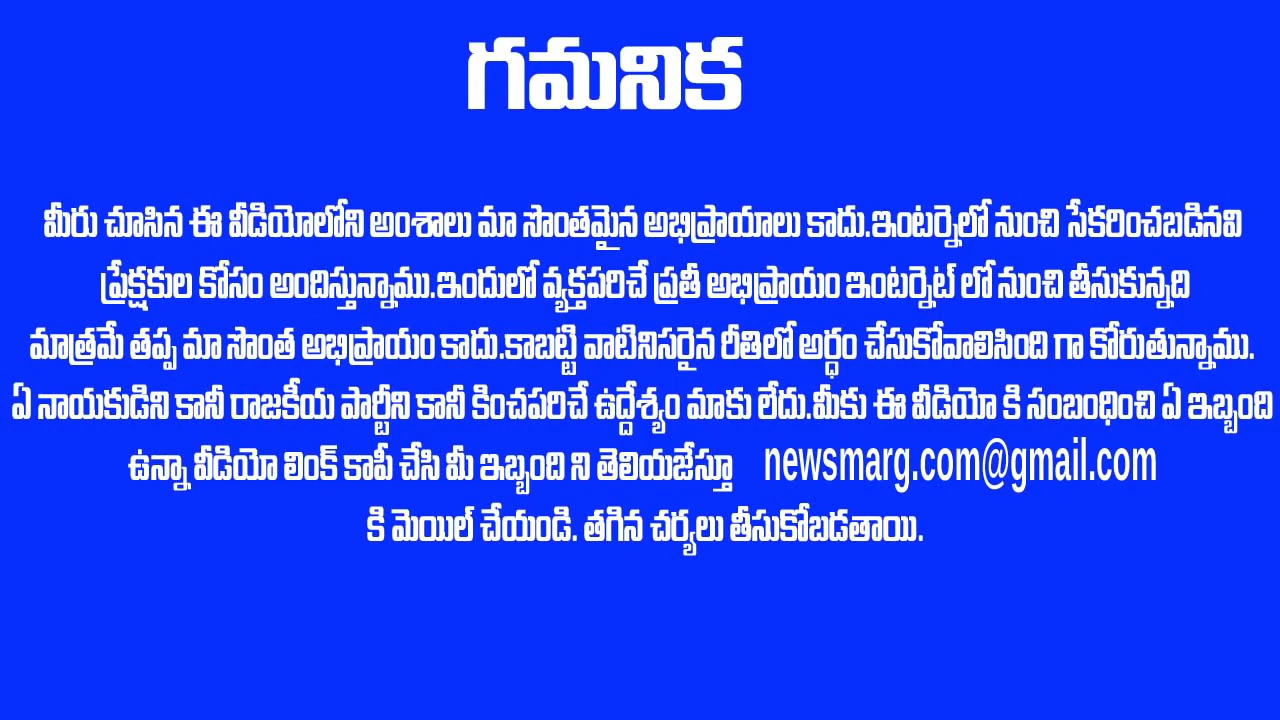 గమనిక
మీరు చూసిన ఈ వీడియోలోని అంశాలు మా సొంతమైన అభిప్రాయాలు కాదు.ఇంటర్నెలో నుంచి సేకరించబడినవి
ప్రేక్షకుల కోసం అందిస్తున్నాము.ఇందులో వ్యక్తపరిచే ప్రతీ అభిప్రాయం ఇంటర్నెట్ లో నుంచి తీసుకున్నది
మాత్రమే తప్ప మా సొంత అభిప్రాయం కాదు.కాబట్టి వాటినిసరైన రీతిలో అర్ధం చేసుకోవాలిసింది గా కోరుతున్నాము.
ఏ నాయకుడిని కానీ రాజకీయ పార్టీని కానీ కించపరిచే ఉద్దేశ్యం మాకు లేదు.మీకు ఈ వీడియో కి సంబంధించి ఏ ఇబ్బంది
ఉన్నా వీడియో లింక్ కాపీ చేసి మీ ఇబ్బంది ని తెలియజేస్తూ newsmarg.com@gmail.com
కి మెయిల్ చేయండి. తగిన చర్యలు తీసుకోబడతాయి.